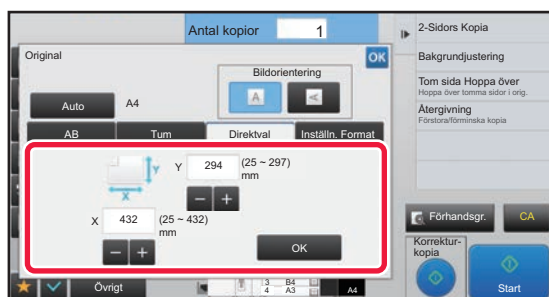 Antal kopior 1
2-Sidors Kopia
Original
OK
Bakgrundjustering
Bildorientering
Tom sida Hoppa över
Hoppa över tomma sidor i orig.
Auto A4
A A
Återgivning
Förstora/förminska kopia
AB Tum Direktval Inställn. Format
Y 294 (25 ~ 297)
mm
Y
X
X 432 (25 ~ 432)
mm
OK
Förhandsgr. CA
Korrektur-
kopia
Övrigt
3 B4
4 A3
A4
Start